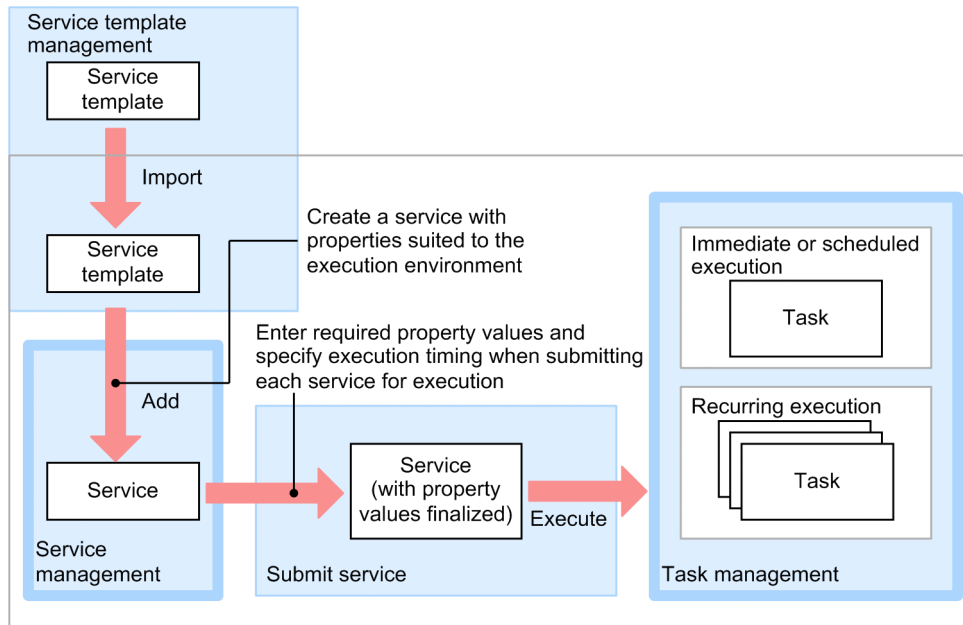 Service template
management
Service
template
Import
Service
template
Create a service with
properties suited to the
execution environment
Enter required property values and
specify execution timing when submitting
each service for execution
Add
Service
Service
management
Service
(with property
values finalized)
Execute
Submit service
Immediate or scheduled
execution
Task
Recurring execution
Task
Task management